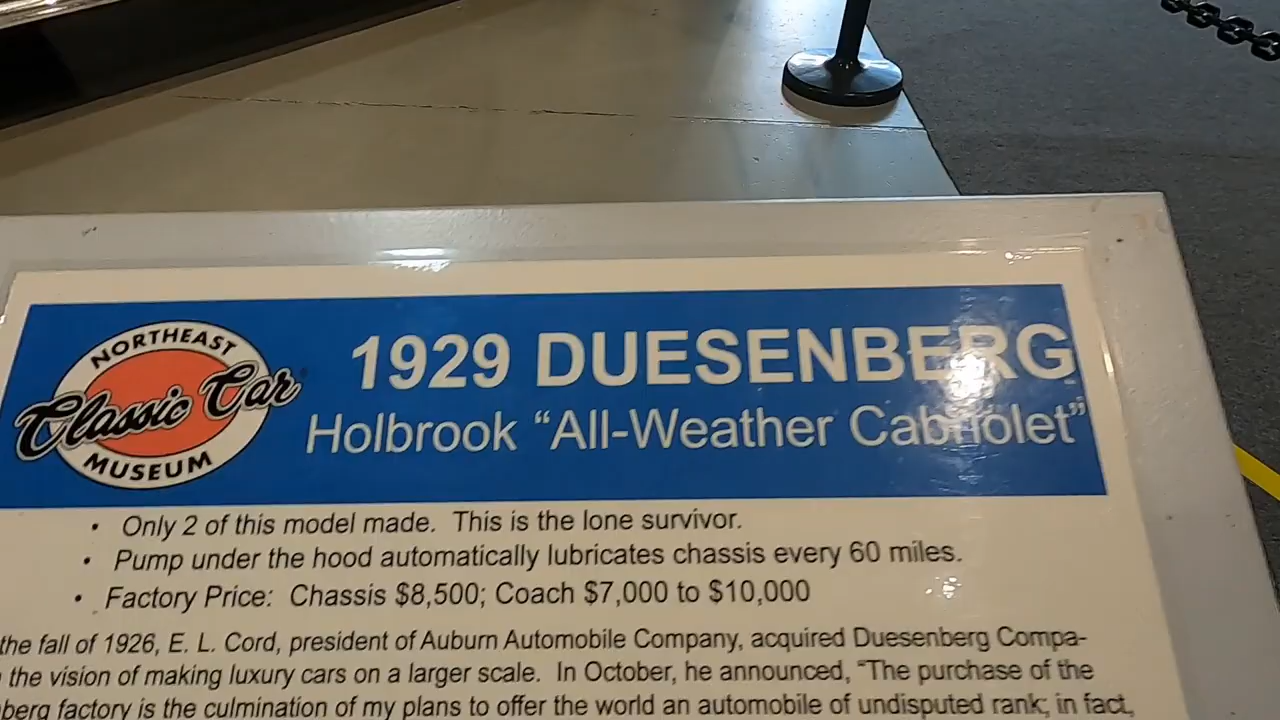 NORTHEAST
Classic Car
MUSEUM
1929 DUESENBERG
Holbrook “All-Weather Cabriolet”
• Only 2 of this model made. This is the lone survivor.
• Pump under the hood automatically lubricates chassis every 60 miles.
• Factory Price: Chassis $8,500; Coach $7,000 to $10,000
the fall of 1926, E. L. Cord, president of Auburn Automobile Company, acquired Duesenberg Compa-
the vision of making luxury cars on a larger scale. In October, he announced, “The purchase of the
berg factory is the culmination of my plans to offer the world an automobile of undisputed rank; in fact,